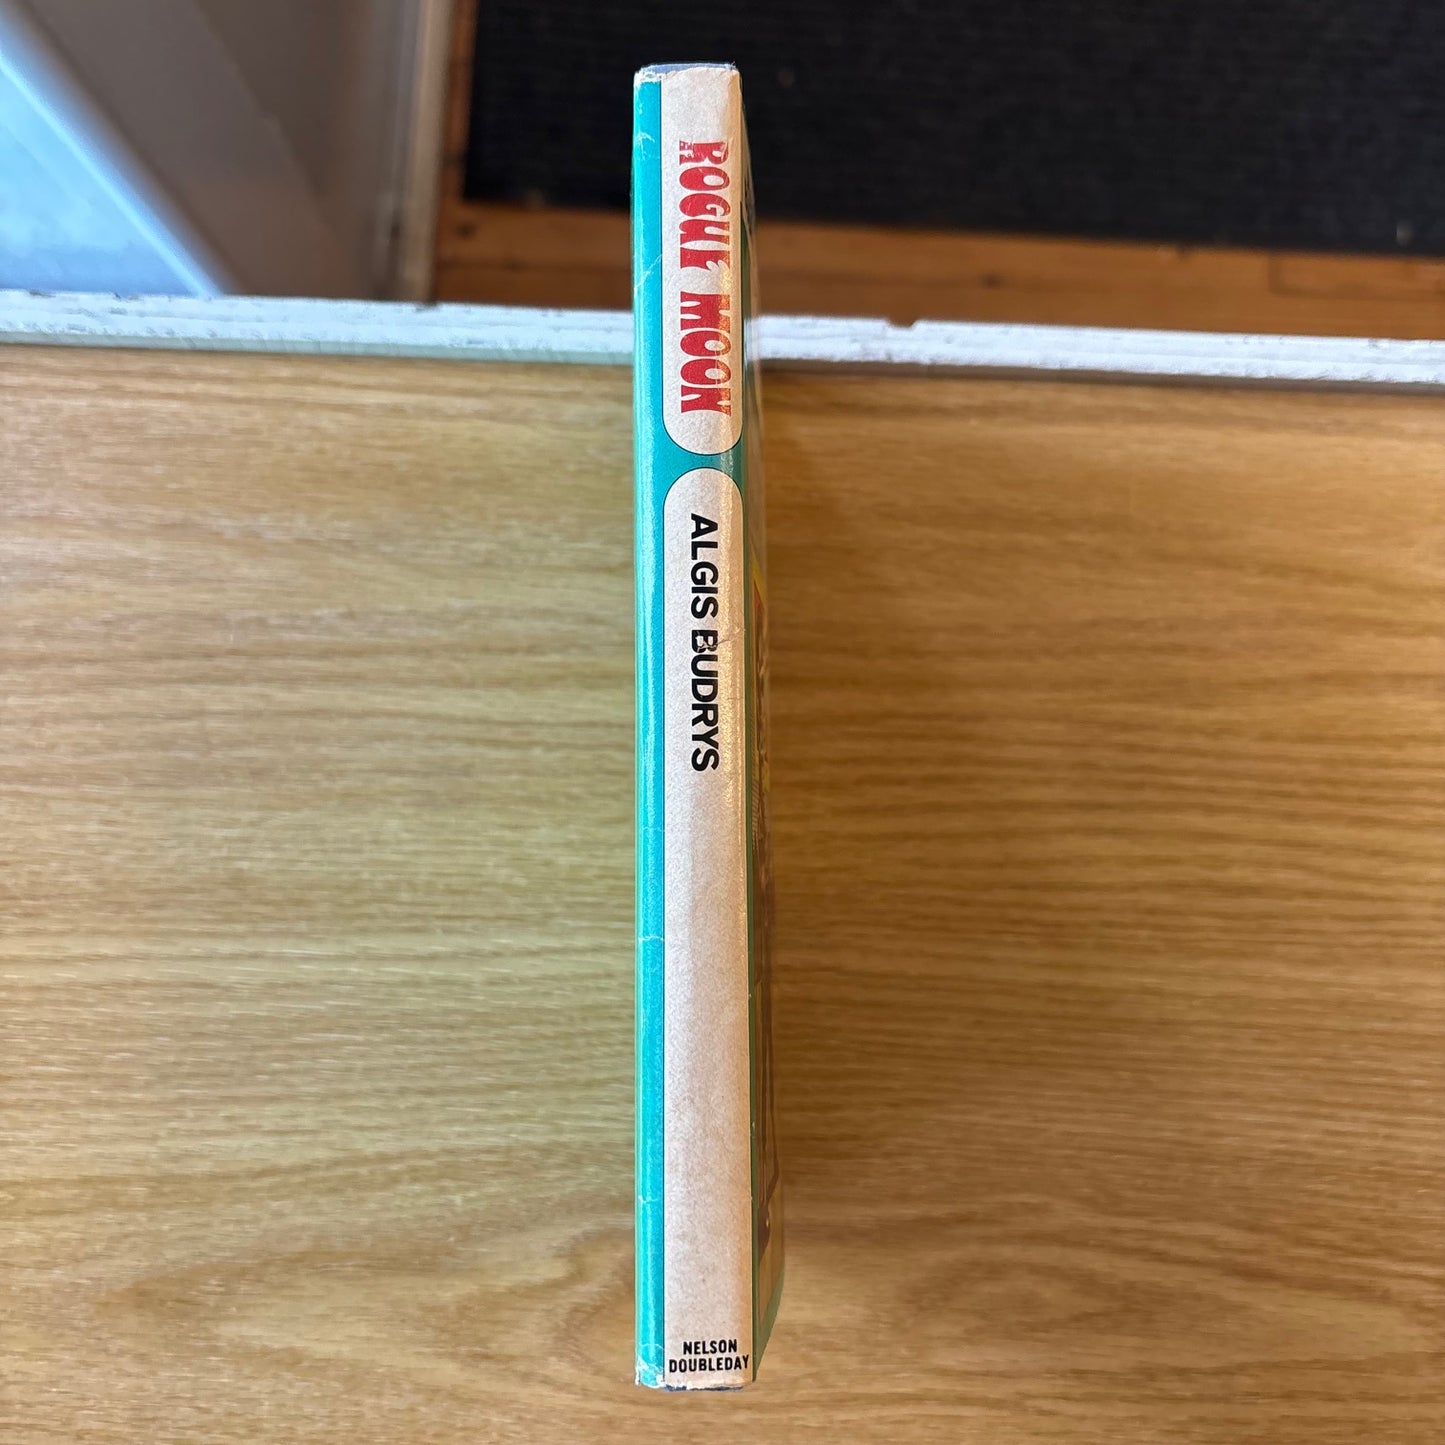 ROGUE MOON
ALGIS BUDRYS
NELSON
DOUBLEDAY